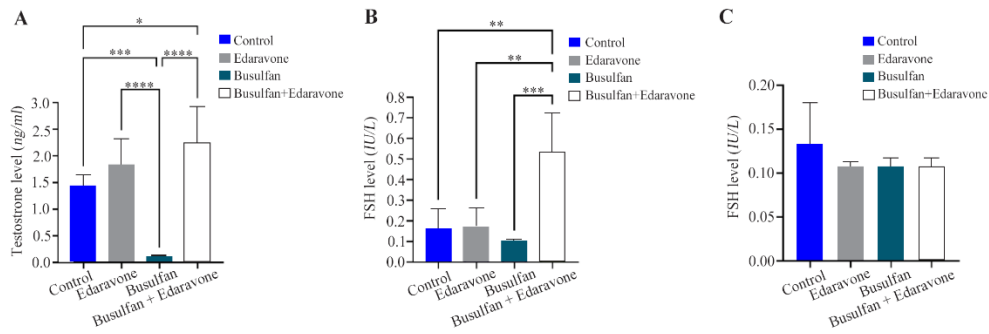 A
*
***
****
****
Control
Edaravone
Busulfan
Busulfan+Edaravone
Testostrone level (ng/ml)
3.0
2.5
2.0
1.5
1.0
0.5
0.0
Control
Edaravone
Busulfan
Busulfan + Edaravone
B
**
**
***
Control
Edaravone
Busulfan
Busulfan+Edaravone
FSH level (IU/L)
0.8
0.7
0.6
0.5
0.4
0.3
0.2
0.1
0.0
Control
Edaravone
Busulfan
Busulfan + Edaravone
C
Control
Edaravone
Busulfan
Busulfan+Edaravone
FSH level (IU/L)
0.20
0.15
0.10
0.05
0.00
Control
Edaravone
Busulfan
Busulfan + Edaravone